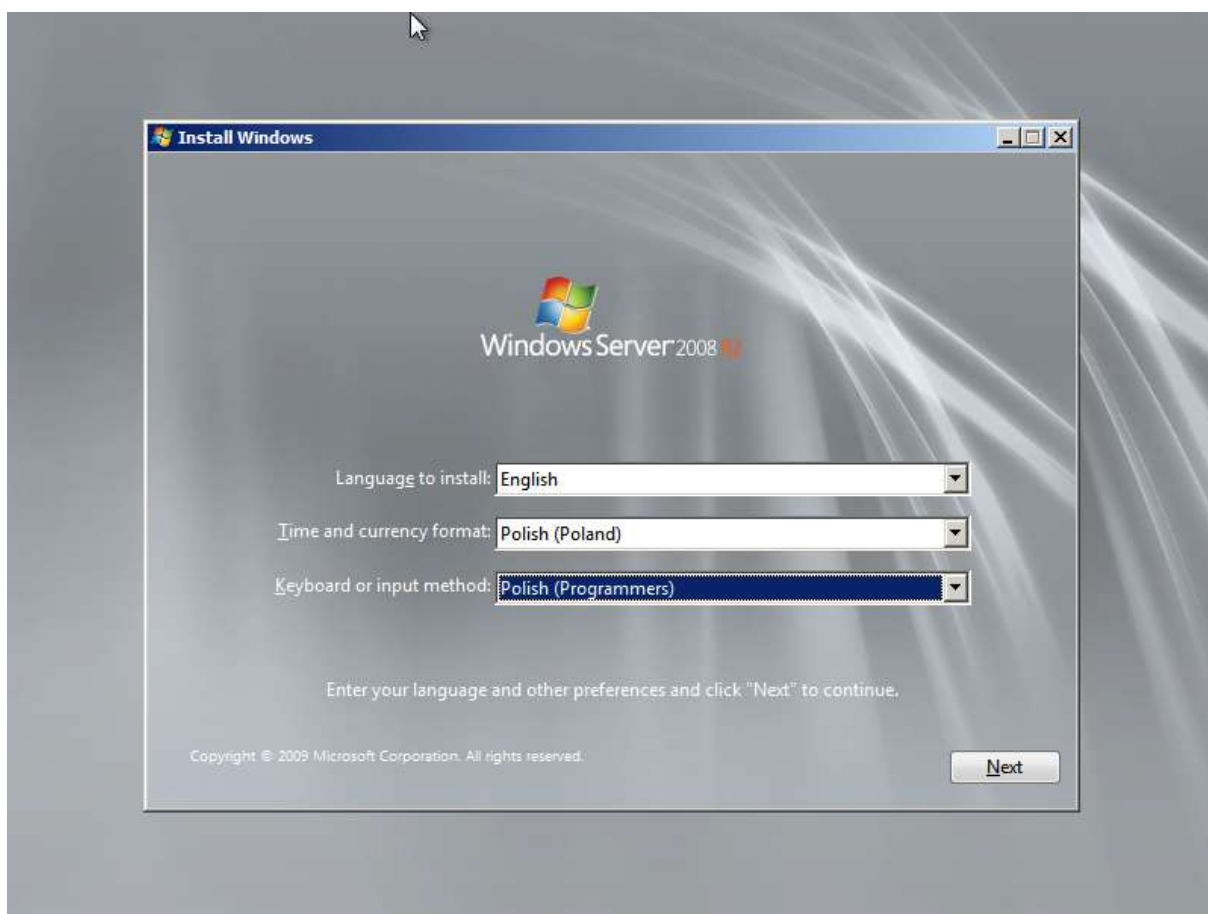 Install Windows
Windows Server 2008 R2
Language to install: English
Time and currency format: Polish (Poland)
Keyboard or input method: Polish (Programmers)
Enter your language and other preferences and click "Next" to continue.
Copyright © 2009 Microsoft Corporation. All rights reserved.
Next